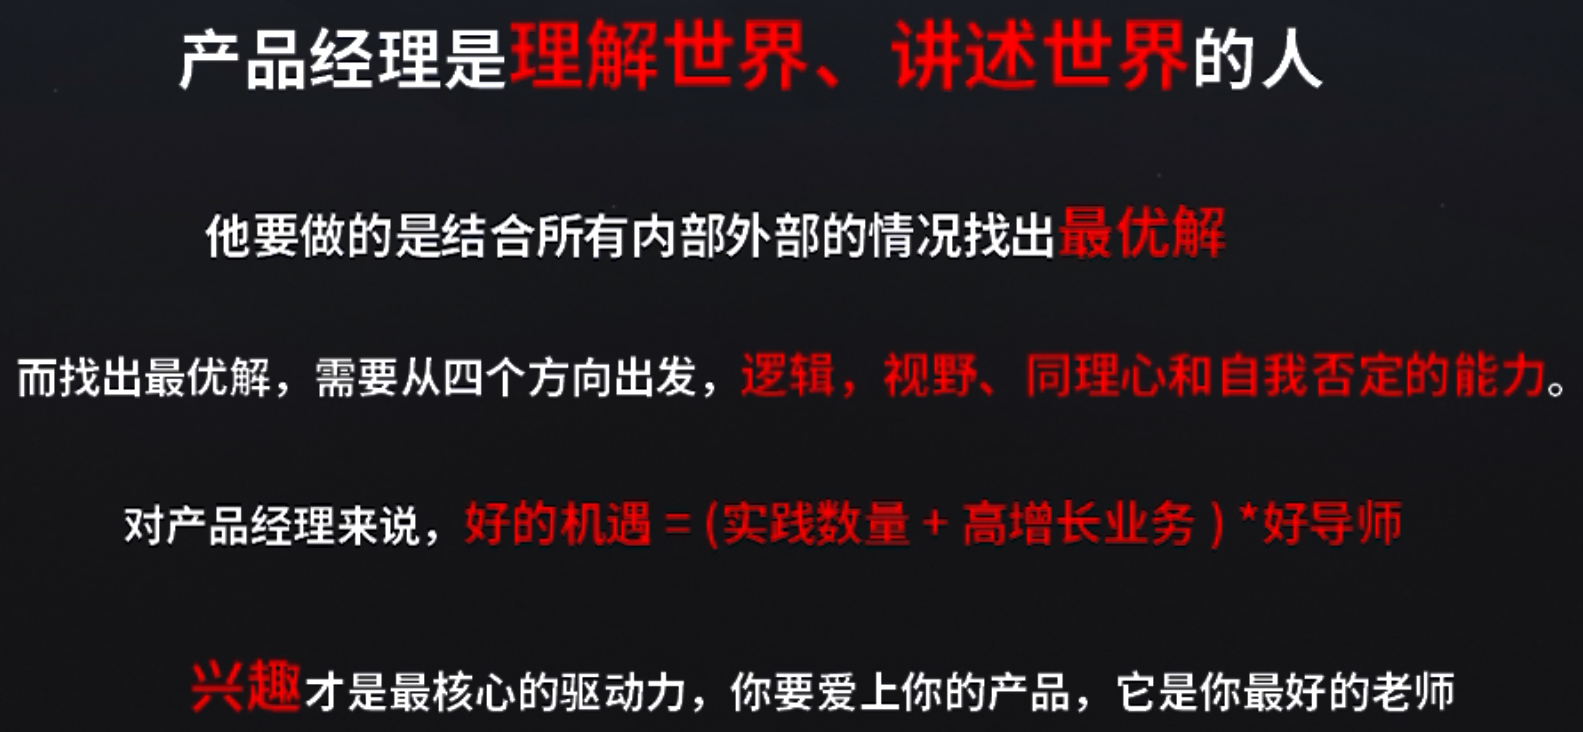 产品经理是理解世界、讲述世界的人
他要做的是结合所有内部外部的情况找出最优解
而找出最优解，需要从四个方向出发，逻辑，视野、同理心和自我否定的能力。
对产品经理来说，好的机遇 = (实践数量 + 高增长业务 ) *好导师
兴趣才是最核心的驱动力，你要爱上你的产品，它是你最好的老师